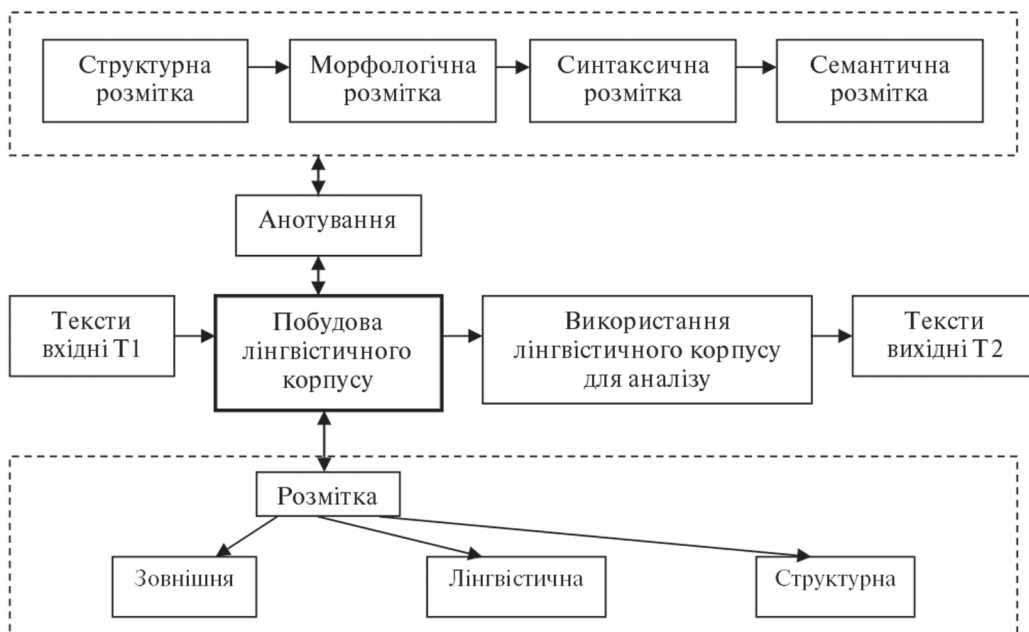 Структурна
розмітка
Морфологічна
розмітка
Синтаксична
розмітка
Семантична
розмітка
Анотування
Тексти
вхідні Т1
Побудова
лінгвістичного
корпусу
Використання
лінгвістичного корпусу
для аналізу
Тексти
вихідні Т2
Розмітка
Зовнішня
Лінгвістична
Структурна